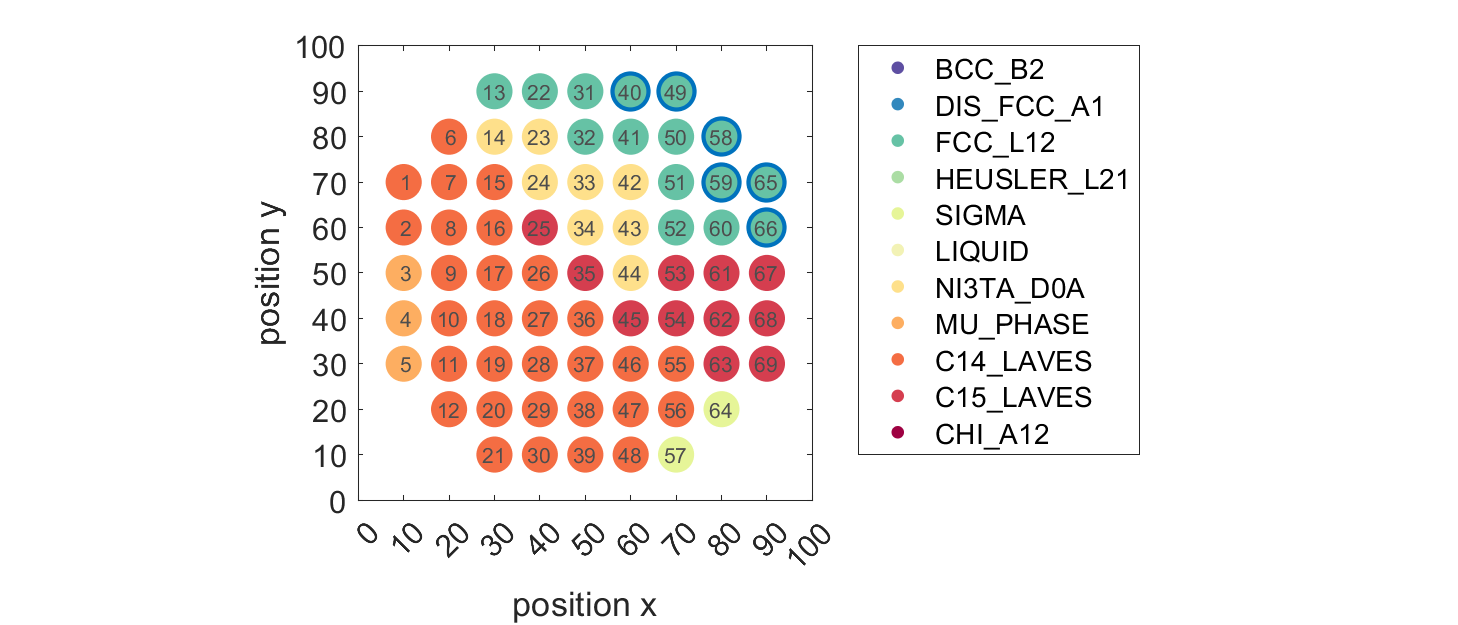 100
90
80
70
60
50
40
30
20
10
0
position y
13 22 31 40 49
6 14 23 32 41 50 58
1 7 15 24 33 42 51 59 65
2 8 16 25 34 43 52 60 66
3 9 17 26 35 44 53 61 67
4 10 18 27 36 45 54 62 68
5 11 19 28 37 46 55 63 69
12 20 29 38 47 56 64
21 30 39 48 57
0 10 20 30 40 50 60 70 80 90 100
position x
BCC_B2
DIS_FCC_A1
FCC_L12
HEUSLER_L21
SIGMA
LIQUID
NI3TA_D0A
MU_PHASE
C14_LAVES
C15_LAVES
CHI_A12